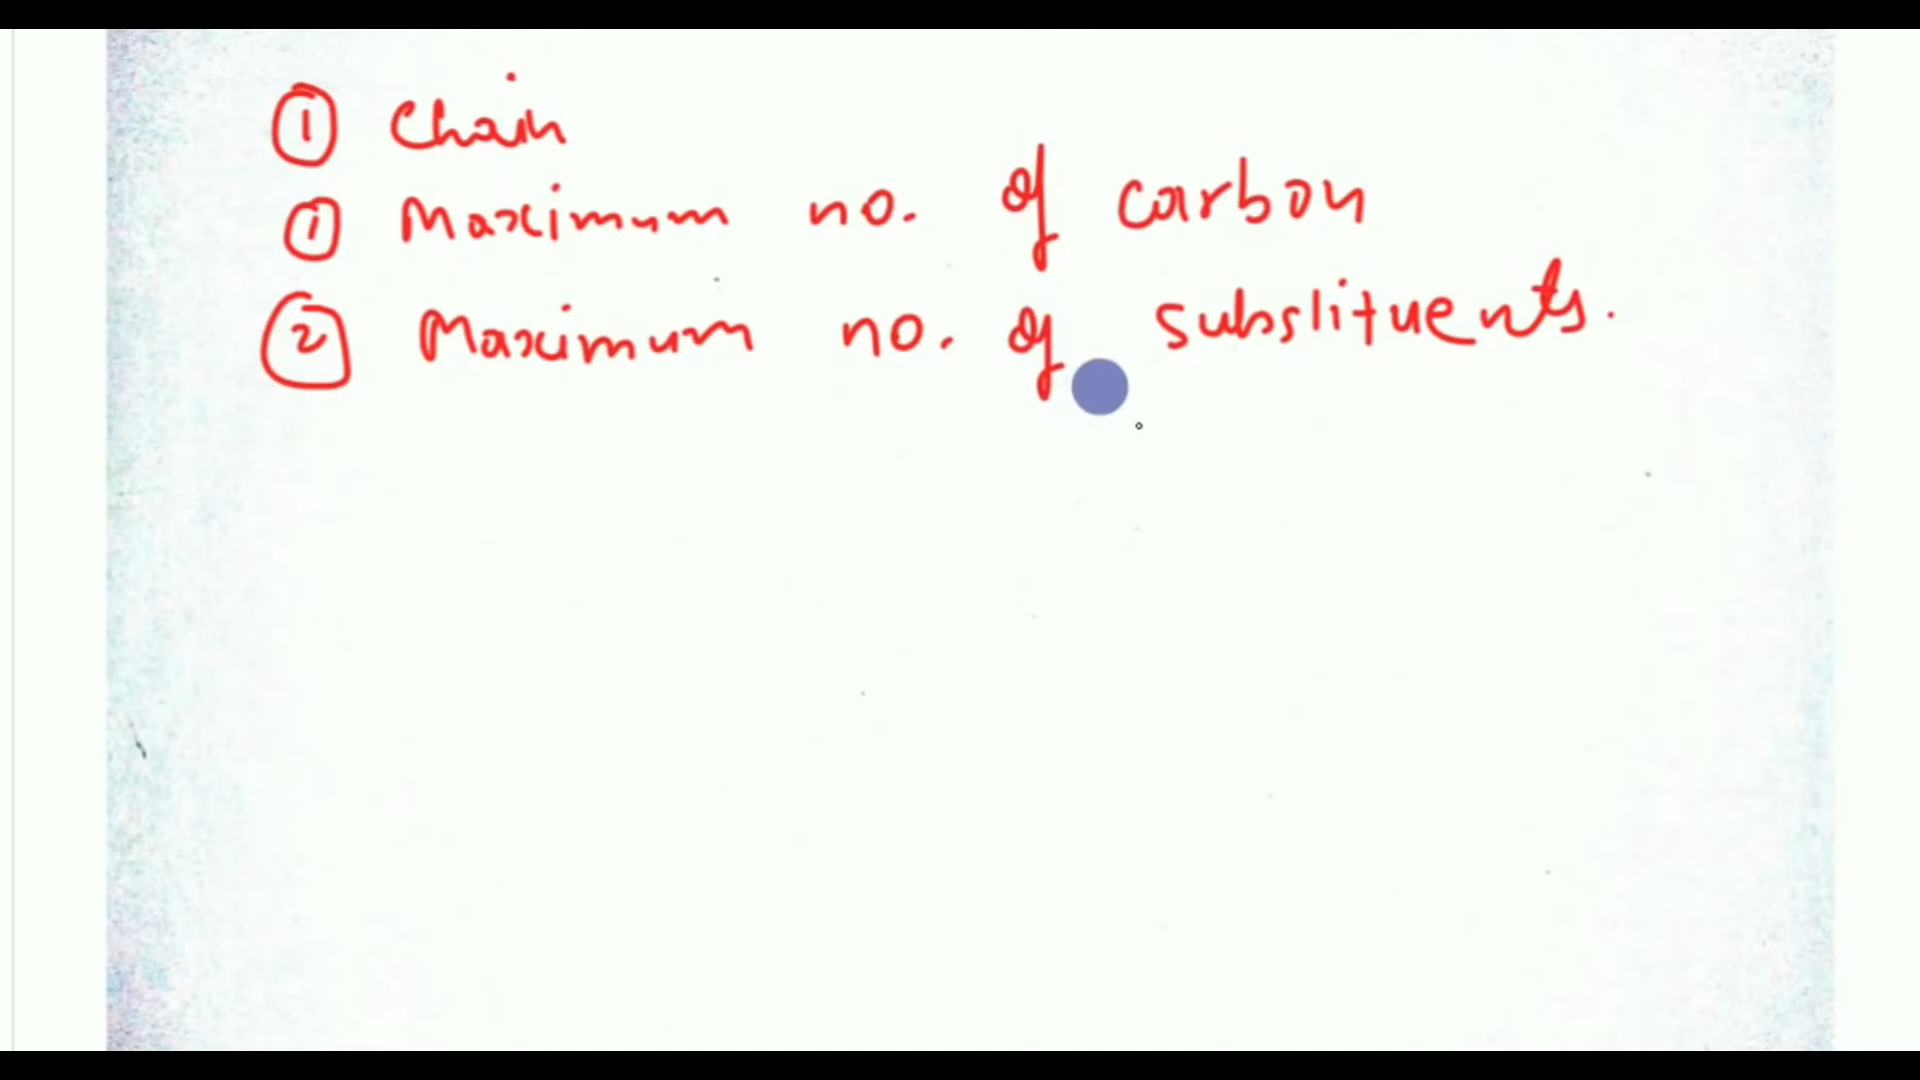 ① Chain
① Maximum no. of carbon
② Maximum no. of substituents.